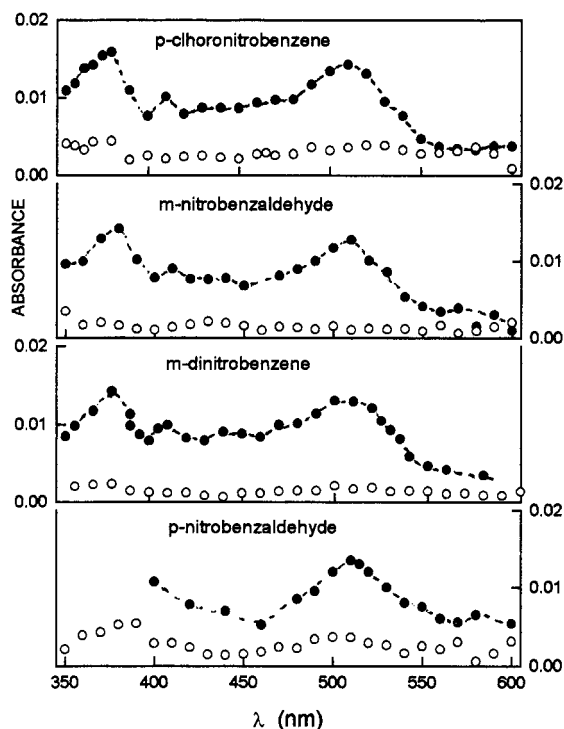 0.02
p-clhoronitrobenzene
0.01
0.00
0.02
m-nitrobenzaldehyde
0.01
0.00
ABSORBANCE
0.02
m-dinitrobenzene
0.01
0.00
0.02
p-nitrobenzaldehyde
0.01
0.00
350 400 450 500 550 600
λ (nm)